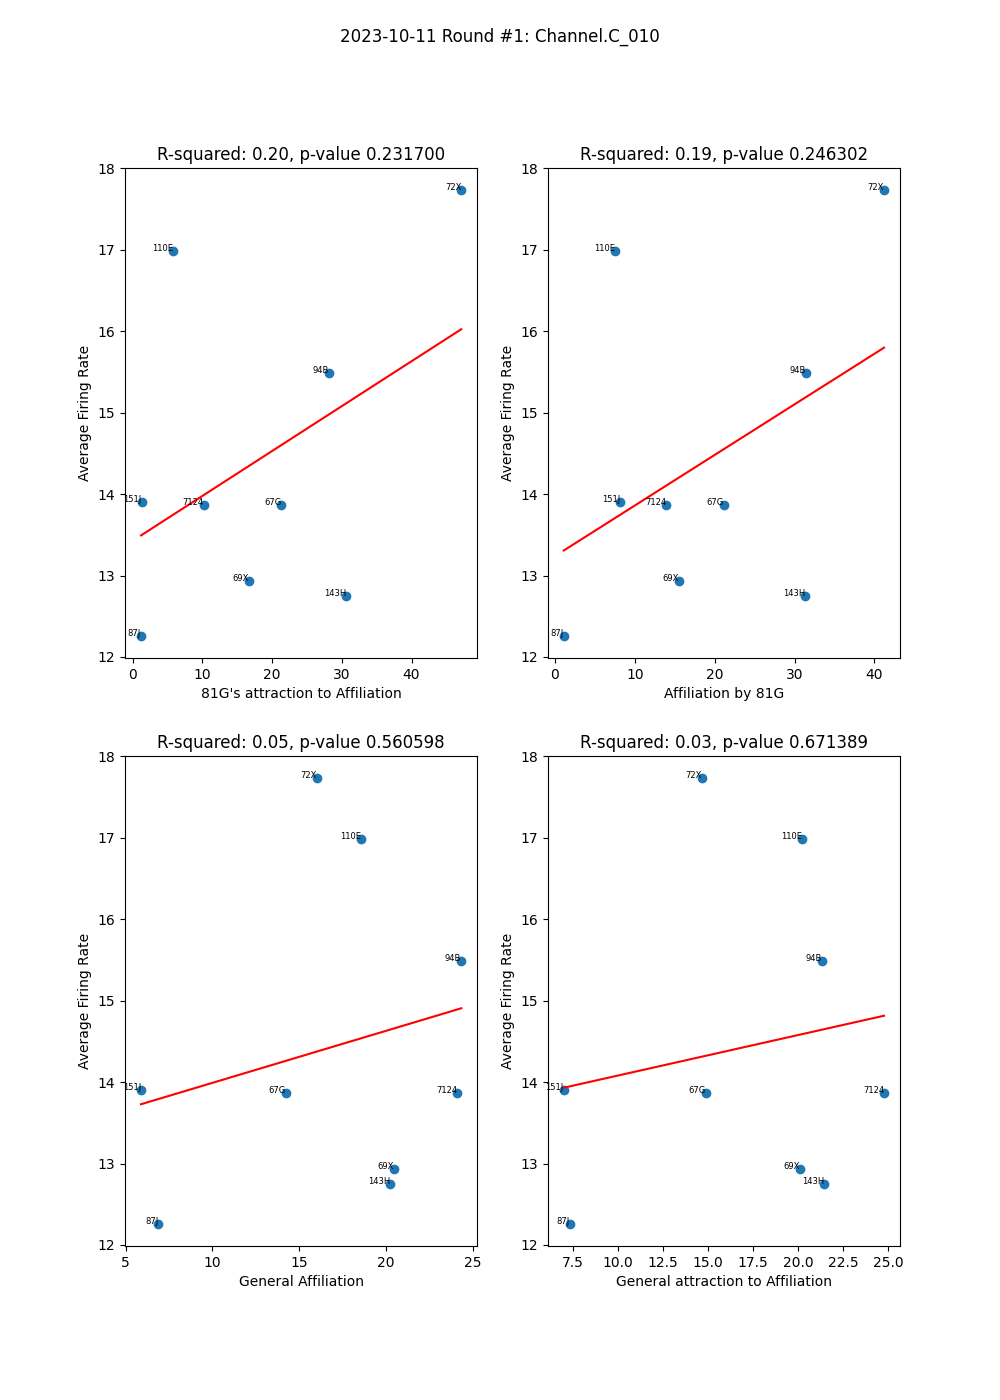 2023-10-11 Round #1: Channel.C_010
R-squared: 0.20, p-value 0.231700
18
17
16
15
14
13
12
Average Firing Rate
72X
110E
94B
151J
7124
67G
69X
143H
87J
0
10
20
30
40
81G's attraction to Affiliation
R-squared: 0.19, p-value 0.246302
18
17
16
15
14
13
12
Average Firing Rate
72X
110E
94B
151J
7124
67G
69X
143H
87J
0
10
20
30
40
Affiliation by 81G
R-squared: 0.05, p-value 0.560598
18
17
16
15
14
13
12
Average Firing Rate
72X
110E
94B
151J
67G
7124
69X
143H
87J
5
10
15
20
25
General Affiliation
R-squared: 0.03, p-value 0.671389
18
17
16
15
14
13
12
Average Firing Rate
72X
110E
94B
151J
67G
7124
69X
143H
87J
7.5
10.0
12.5
15.0
17.5
20.0
22.5
25.0
General attraction to Affiliation